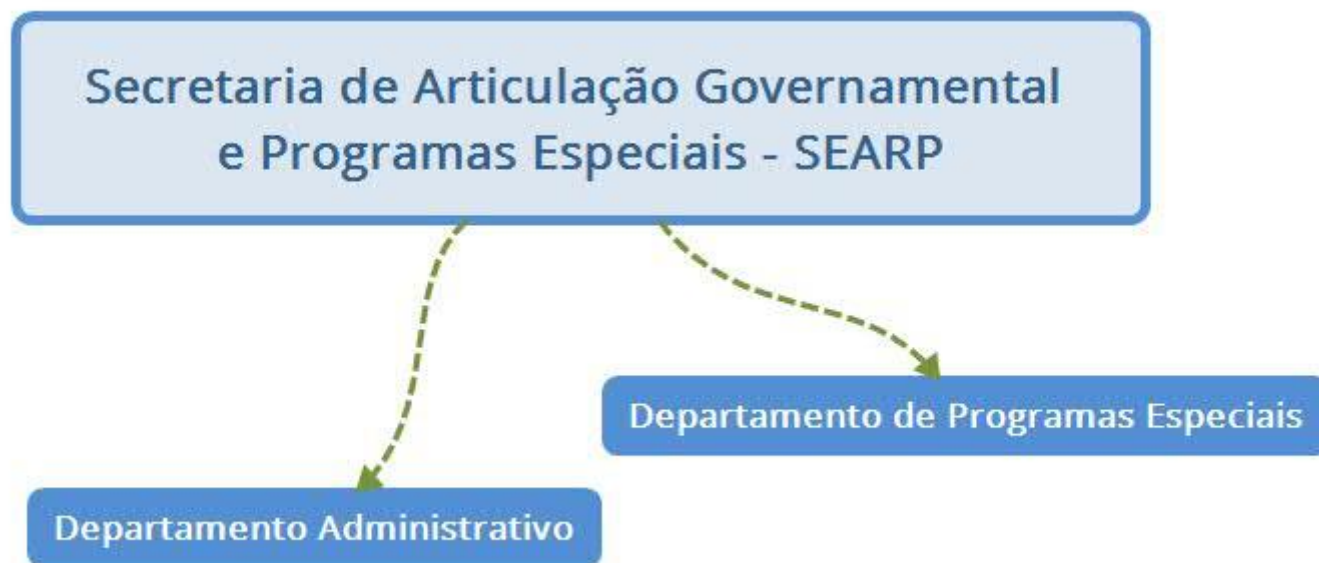 Secretaria de Articulação Governamental
e Programas Especiais - SEARP
Departamento de Programas Especiais
Departamento Administrativo